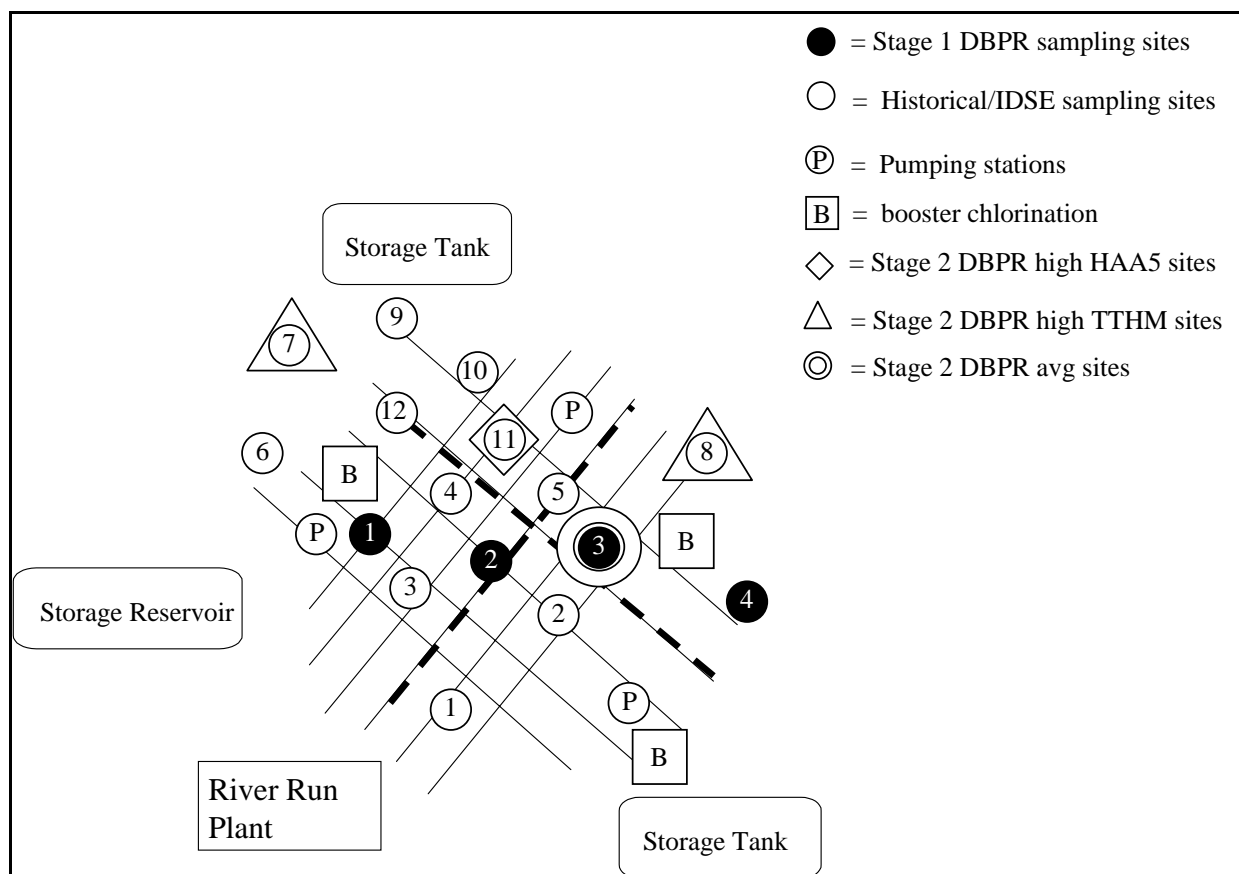 = Stage 1 DBPR sampling sites
= Historical/IDSE sampling sites
P = Pumping stations
B = booster chlorination
= Stage 2 DBPR high HAA5 sites
= Stage 2 DBPR high TTHM sites
= Stage 2 DBPR avg sites
Storage Tank
9
7
10
12
P
11
6
8
B
4
5
P
1
2
3
B
3
2
4
Storage Reservoir
1
P
B
River Run
Plant
Storage Tank